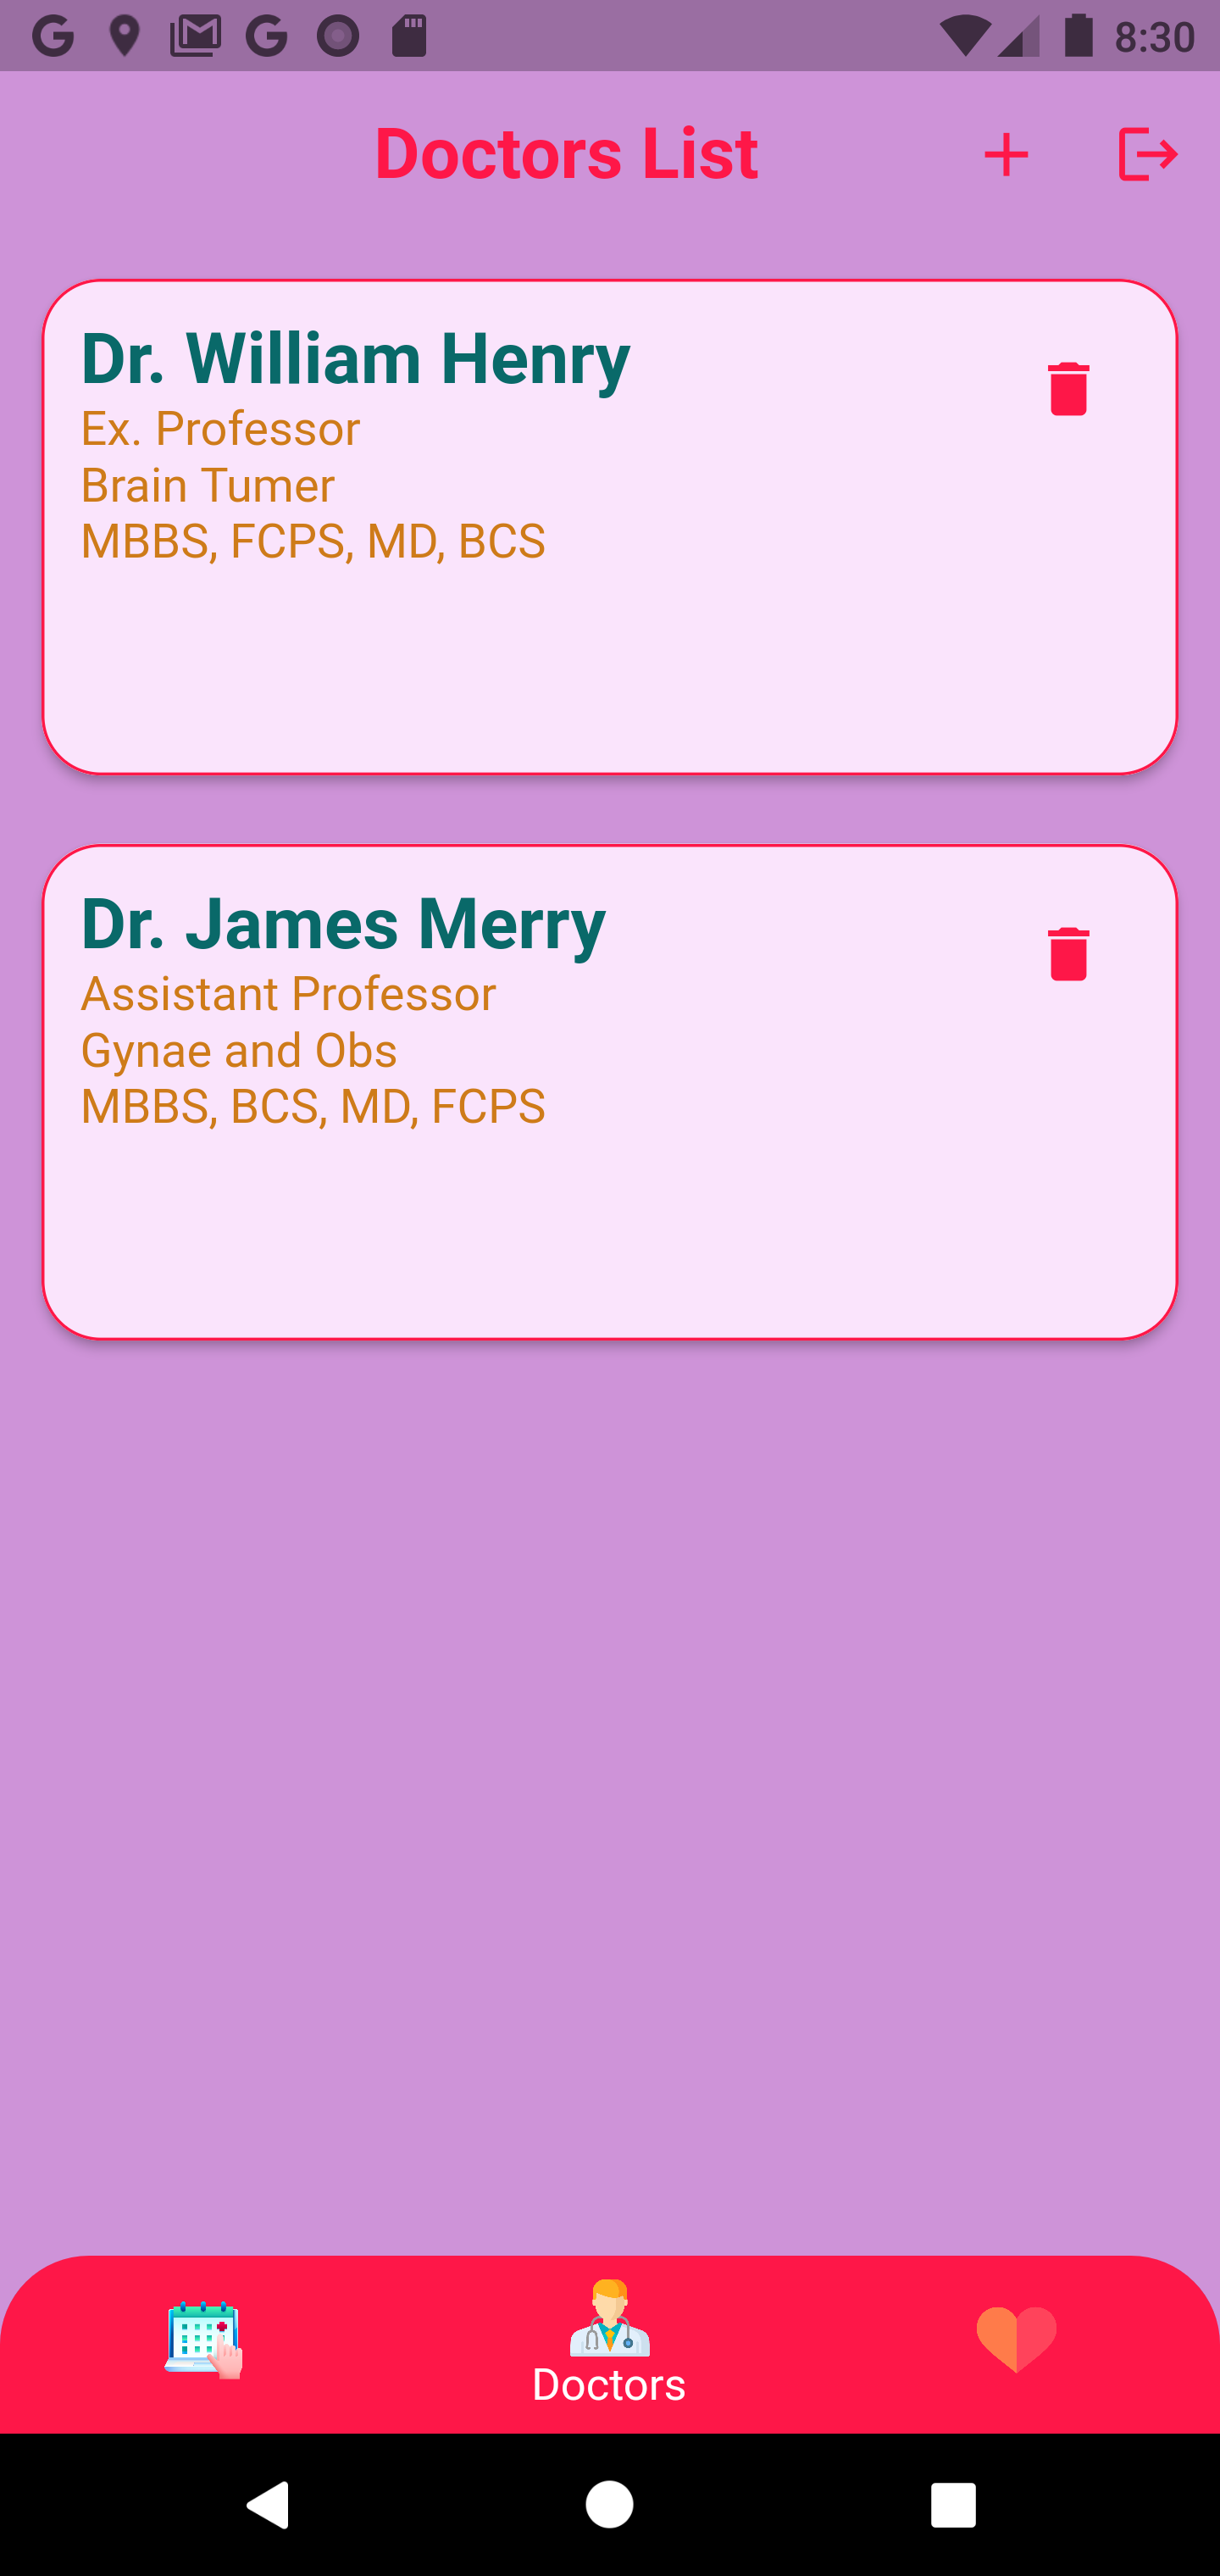 8:30
Doctors List
Dr. William Henry
Ex. Professor
Brain Tumer
MBBS, FCPS, MD, BCS
Dr. James Merry
Assistant Professor
Gynae and Obs
MBBS, BCS, MD, FCPS
Doctors